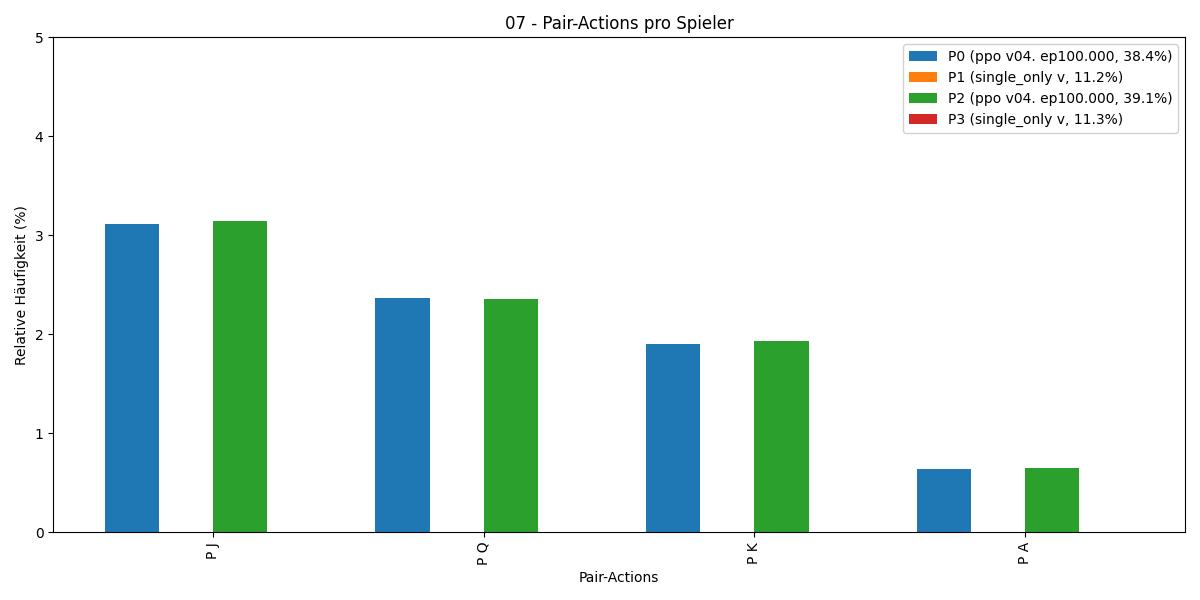 07 - Pair-Actions pro Spieler
P0 (ppo v04. ep100.000, 38.4%)
P1 (single_only v, 11.2%)
P2 (ppo v04. ep100.000, 39.1%)
P3 (single_only v, 11.3%)
Relative Häufigkeit (%)
5
4
3
2
1
0
P J
P Q
P K
P A
Pair-Actions